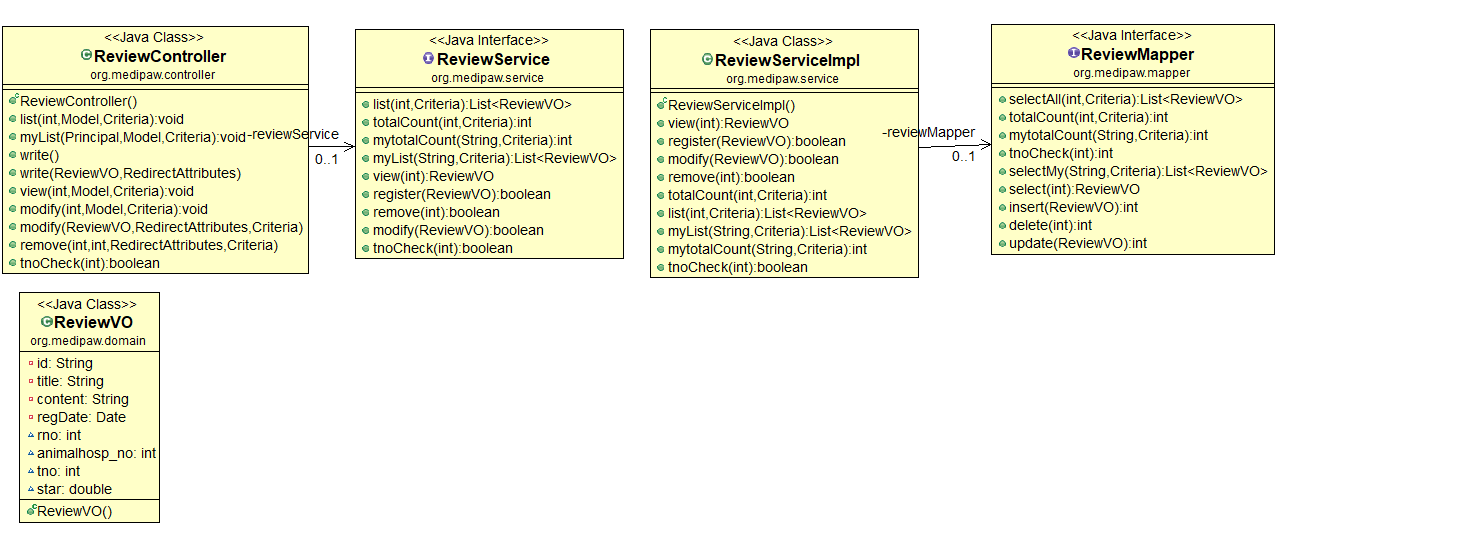 <<Java Class>>
ReviewController
org.medipaw.controller
ReviewController()
list(int,Model,Criteria):void
myList(Principal,Model,Criteria):void
write()
write(ReviewVO,RedirectAttributes)
view(int,Model,Criteria):void
modify(int,Model,Criteria):void
modify(ReviewVO,RedirectAttributes,Criteria)
remove(int,int,RedirectAttributes,Criteria)
tnoCheck(int):boolean
-reviewService
0..1
<<Java Interface>>
ReviewService
org.medipaw.service
list(int,Criteria):List<ReviewVO>
totalCount(int,Criteria):int
mytotalCount(String,Criteria):int
myList(String,Criteria):List<ReviewVO>
view(int):ReviewVO
register(ReviewVO):boolean
remove(int):boolean
modify(ReviewVO):boolean
tnoCheck(int):boolean
<<Java Class>>
ReviewServiceImpl
org.medipaw.service
ReviewServiceImpl()
view(int):ReviewVO
register(ReviewVO):boolean
modify(ReviewVO):boolean
remove(int):boolean
totalCount(int,Criteria):int
list(int,Criteria):List<ReviewVO>
myList(String,Criteria):List<ReviewVO>
mytotalCount(String,Criteria):int
tnoCheck(int):boolean
-reviewMapper
0..1
<<Java Interface>>
ReviewMapper
org.medipaw.mapper
selectAll(int,Criteria):List<ReviewVO>
totalCount(int,Criteria):int
mytotalCount(String,Criteria):int
tnoCheck(int):int
selectMy(String,Criteria):List<ReviewVO>
select(int):ReviewVO
insert(ReviewVO):int
delete(int):int
update(ReviewVO):int
<<Java Class>>
ReviewVO
org.medipaw.domain
id: String
title: String
content: String
regDate: Date
rno: int
animalhosp_no: int
tno: int
star: double
ReviewVO()